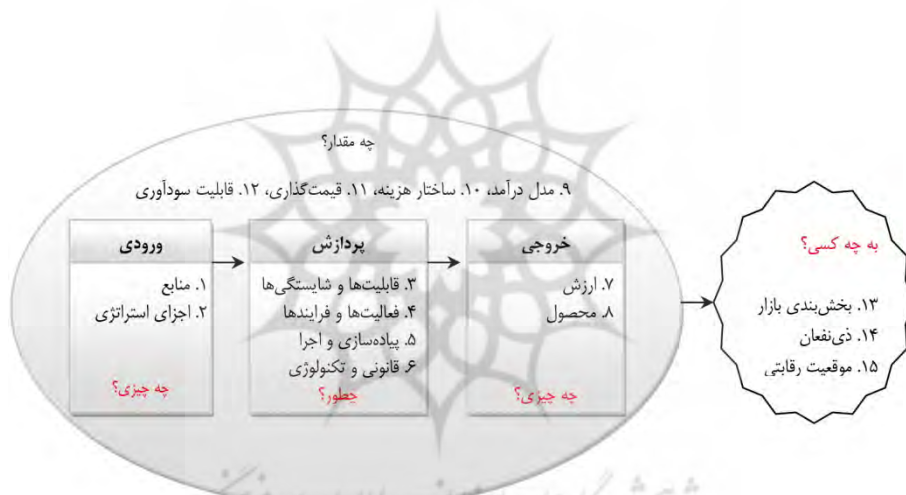 چه مقدار؟
۹. مدل درآمد، ۱۰. ساختار هزینه، ۱۱. قیمت‌گذاری، ۱۲. قابلیت سودآوری
ورودی
۱. منابع
۲. اجزای استراتژی
چه چیزی؟
پردازش
۳. قابلیت‌ها و شایستگی‌ها
۴. فعالیت‌ها و فرایندها
۵. پیاده‌سازی و اجرا
۶. قانونی و تکنولوژی
چطور؟
خروجی
۷. ارزش
۸. محصول
چه چیزی؟
به چه کسی؟
۱۳. بخش‌بندی بازار
۱۴. ذی‌نفعان
۱۵. موقعیت رقابتی